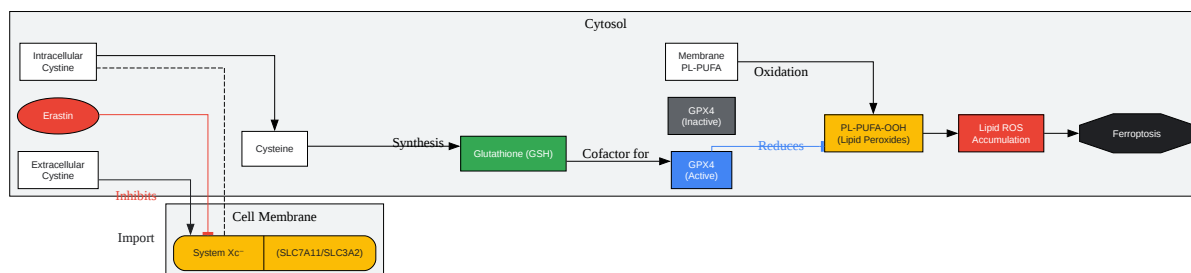 Cytosol
Intracellular
Cystine
Membrane
PL-PUFA
Oxidation
Erastin
GPX4
(Inactive)
PL-PUFA-OOH
(Lipid Peroxides)
Lipid ROS
Accumulation
Ferroptosis
Cysteine
Synthesis
Glutathione (GSH)
Cofactor for
GPX4
(Active)
Reduces
Extracellular
Cystine
Inhibits
Cell Membrane
Import
System Xc⁻
(SLC7A11/SLC3A2)